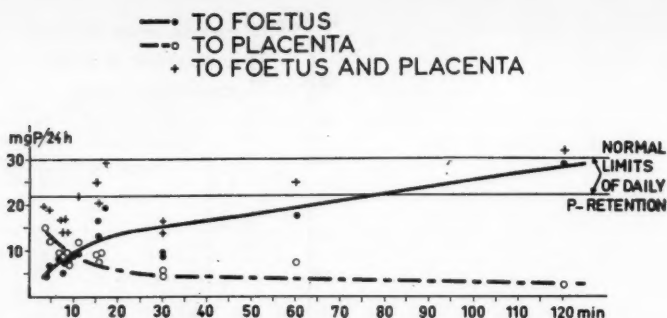 TO FOETUS
TO PLACENTA
+ TO FOETUS AND PLACENTA
mgP/24h
30
20
10
NORMAL
LIMITS
OF DAILY
P-RETENTION
10 20 30 40 50 60 70 80 90 100 110 120 min